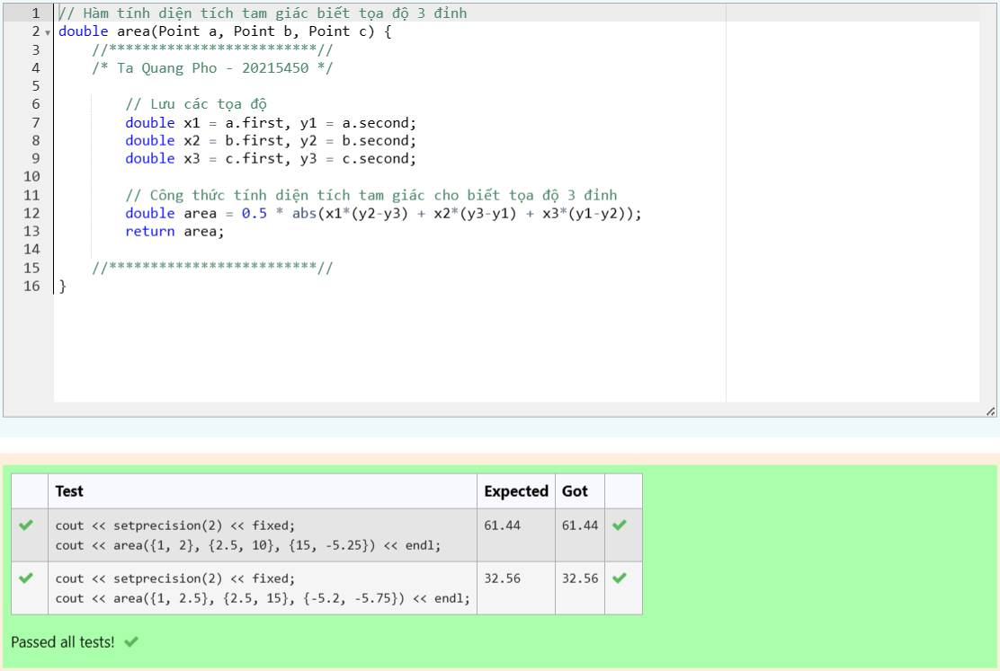 1 // Hàm tính diện tích tam giác biết tọa độ 3 đỉnh
2 double area(Point a, Point b, Point c) {
3     //*************************//
4     /* Ta Quang Pho - 20215450 */
5
6         // Lưu các tọa độ
7         double x1 = a.first, y1 = a.second;
8         double x2 = b.first, y2 = b.second;
9         double x3 = c.first, y3 = c.second;
10
11         // Công thức tính diện tích tam giác cho biết tọa độ 3 đỉnh
12         double area = 0.5 * abs(x1*(y2-y3) + x2*(y3-y1) + x3*(y1-y2));
13         return area;
14
15     //*************************//
16 }
Test Expected Got
cout << setprecision(2) << fixed; 61.44 61.44
cout << area({1, 2}, {2.5, 10}, {15, -5.25}) << endl;
cout << setprecision(2) << fixed; 32.56 32.56
cout << area({1, 2.5}, {2.5, 15}, {-5.2, -5.75}) << endl;
Passed all tests!